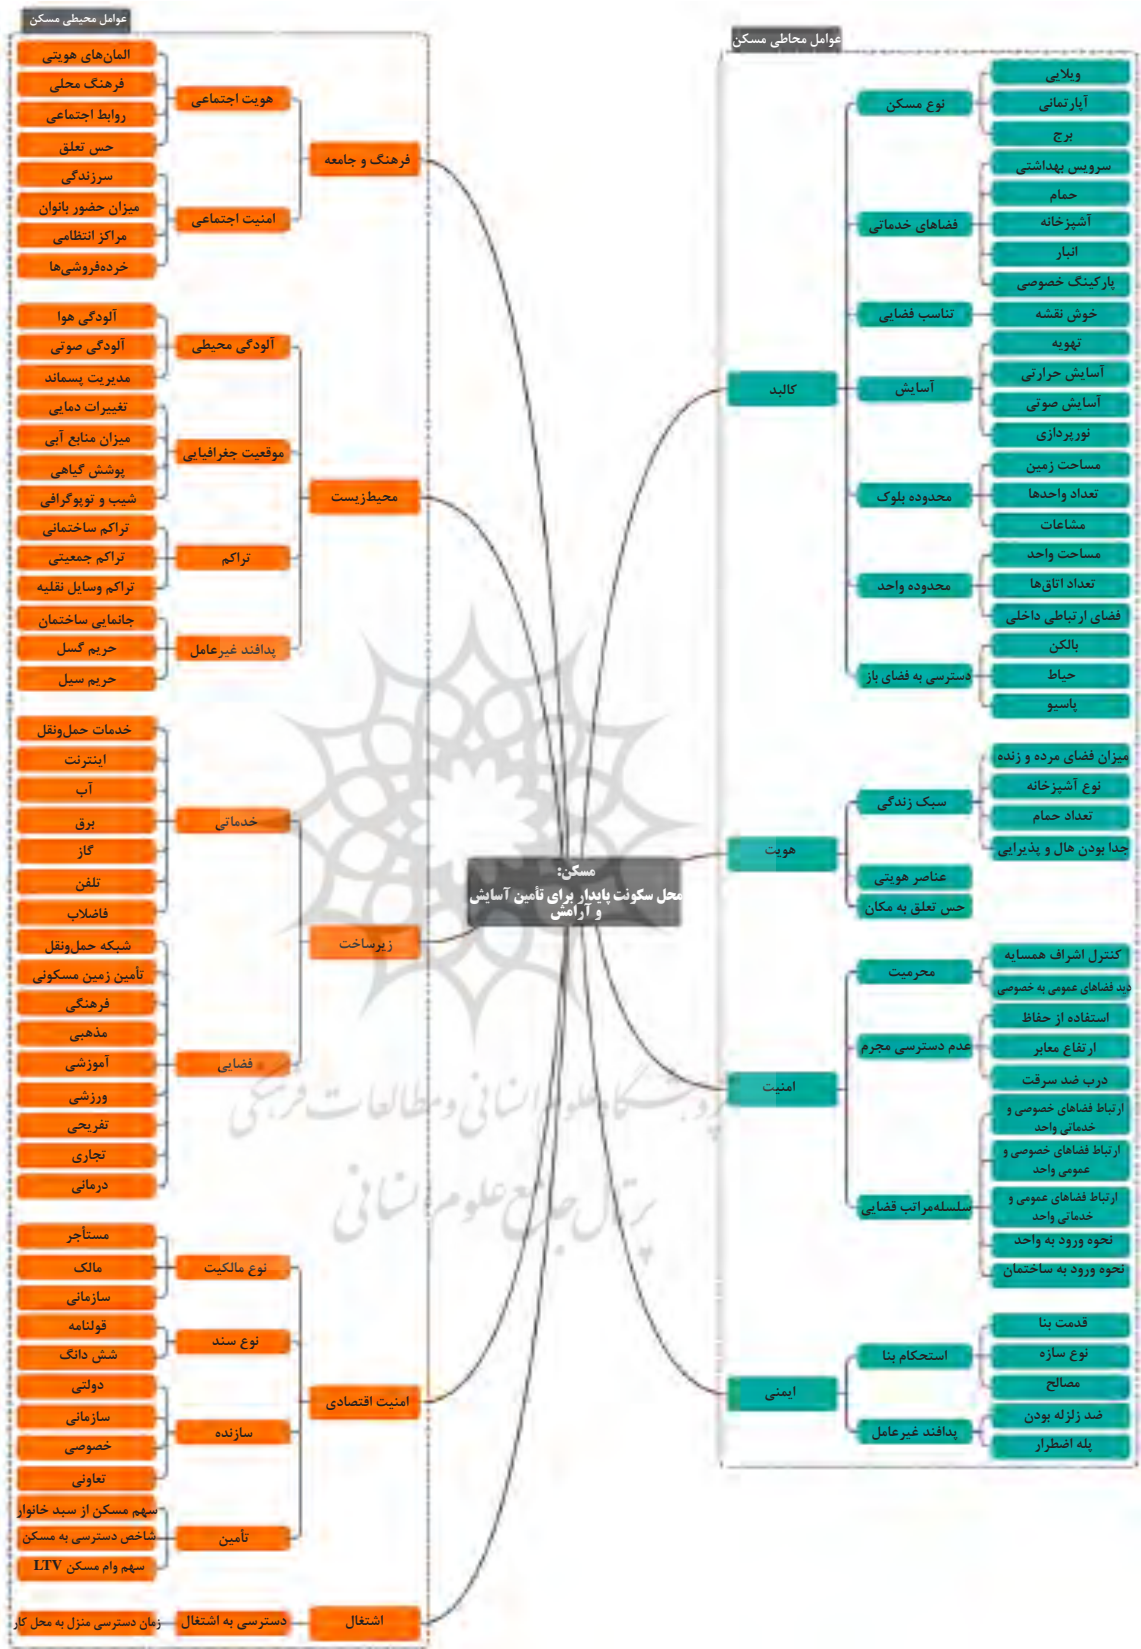 عوامل محاطی مسکن
کالبد
نوع مسکن
ویلایی
آپارتمانی
برج
فضاهای خدماتی
سرویس بهداشتی
حمام
آشپزخانه
انبار
پارکینگ خصوصی
تناسب فضایی
خوش نقشه
آسایش
تهویه
آسایش حرارتی
آسایش صوتی
نورپردازی
محدوده بلوک
مساحت زمین
تعداد واحدها
مشاعات
محدوده واحد
مساحت واحد
تعداد اتاق‌ها
فضای ارتباطی داخلی
دسترسی به فضای باز
بالکن
حیاط
پاسیو
هویت
سبک زندگی
میزان فضای مرده و زنده
نوع آشپزخانه
تعداد حمام
جدا بودن هال و پذیرایی
عناصر هویتی
حس تعلق به مکان
امنیت
محرمیت
کنترل اشراف همسایه
دید فضاهای عمومی به خصوصی
عدم دسترسی مجرم
استفاده از حفاظ
ارتفاع معابر
درب ضد سرقت
سلسله‌مراتب فضایی
ارتباط فضاهای خصوصی و
خدماتی واحد
ارتباط فضاهای خصوصی و
عمومی واحد
ارتباط فضاهای عمومی و
خدماتی واحد
نحوه ورود به واحد
نحوه ورود به ساختمان
ایمنی
استحکام بنا
قدمت بنا
نوع سازه
مصالح
پدافند غیرعامل
ضد زلزله بودن
پله اضطرار
مسکن:
محل سکونت پایدار برای تأمین آسایش
و آرامش
عوامل محیطی مسکن
فرهنگ و جامعه
هویت اجتماعی
المان‌های هویتی
فرهنگ محلی
روابط اجتماعی
حس تعلق
امنیت اجتماعی
سرزندگی
میزان حضور بانوان
مراکز انتظامی
خرده‌فروشی‌ها
محیط‌زیست
آلودگی محیطی
آلودگی هوا
آلودگی صوتی
مدیریت پسماند
موقعیت جغرافیایی
تغییرات دمایی
میزان منابع آبی
پوشش گیاهی
شیب و توپوگرافی
تراکم
تراکم ساختمانی
تراکم جمعیتی
تراکم وسایل نقلیه
پدافند غیرعامل
جانمایی ساختمان
حریم گسل
حریم سیل
زیرساخت
خدماتی
خدمات حمل‌ونقل
اینترنت
آب
برق
گاز
تلفن
فاضلاب
فضایی
شبکه حمل‌ونقل
تأمین زمین مسکونی
فرهنگی
مذهبی
آموزشی
ورزشی
تفریحی
تجاری
درمانی
امنیت اقتصادی
نوع مالکیت
مستأجر
مالک
سازمانی
نوع سند
قولنامه
شش دانگ
سازنده
دولتی
سازمانی
خصوصی
تعاونی
تأمین
سهم مسکن از سبد خانوار
شاخص دسترسی به مسکن
سهم وام مسکن LTV
اشتغال
دسترسی به اشتغال
زمان دسترسی منزل به محل کار
پژوهشگاه علوم انسانی و مطالعات فرهنگی
پرتال جامع علوم انسانی